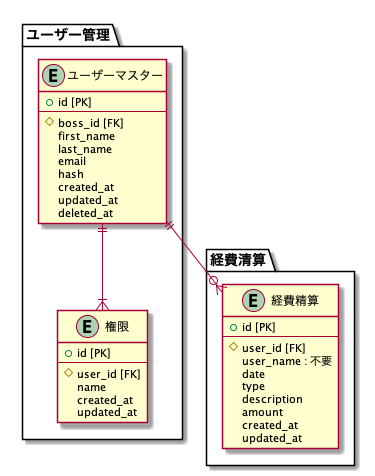 ユーザー管理
E ユーザーマスター
id [PK]
boss_id [FK]
first_name
last_name
email
hash
created_at
updated_at
deleted_at
E 権限
id [PK]
user_id [FK]
name
created_at
updated_at
経費清算
E 経費精算
id [PK]
user_id [FK]
user_name : 不要
date
type
description
amount
created_at
updated_at